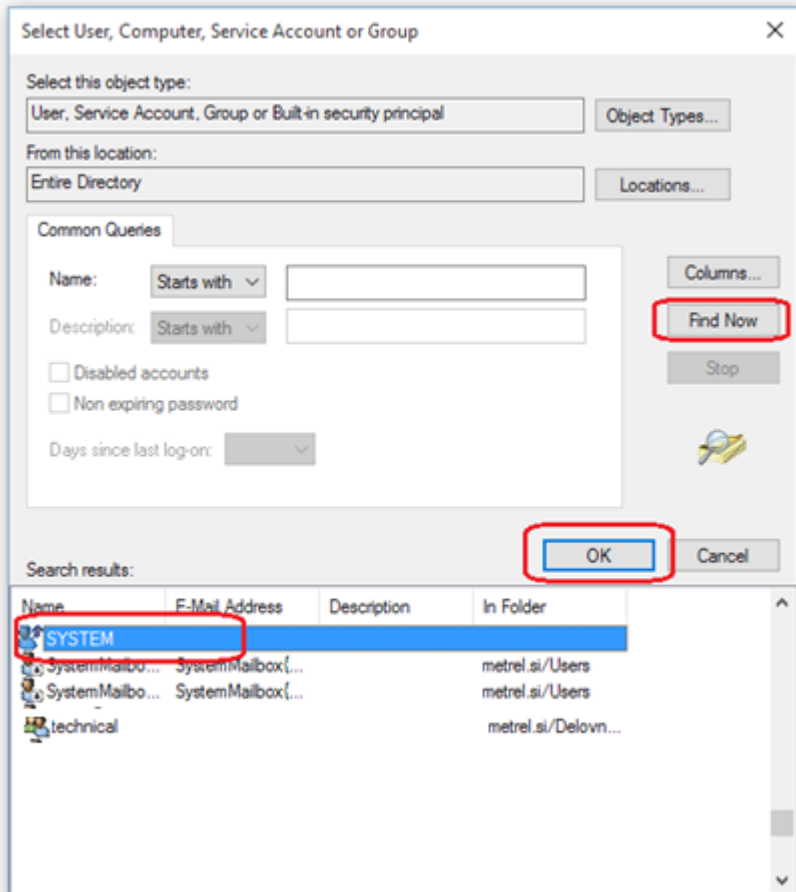 Select User, Computer, Service Account or Group
Select this object type:
User, Service Account, Group or Built-in security principal
Object Types...
From this location:
Entire Directory
Locations...
Common Queries
Name:
Starts with
Columns...
Description:
Starts with
Find Now
Disabled accounts
Stop
Non expiring password
Days since last log-on:
OK
Cancel
Search results:
Name E-Mail Address Description In Folder
SYSTEM
SystemMailbo... SystemMailbox{... metrel.si/Users
SystemMailbo... SystemMailbox{... metrel.si/Users
technical metrel.si/Delovn...